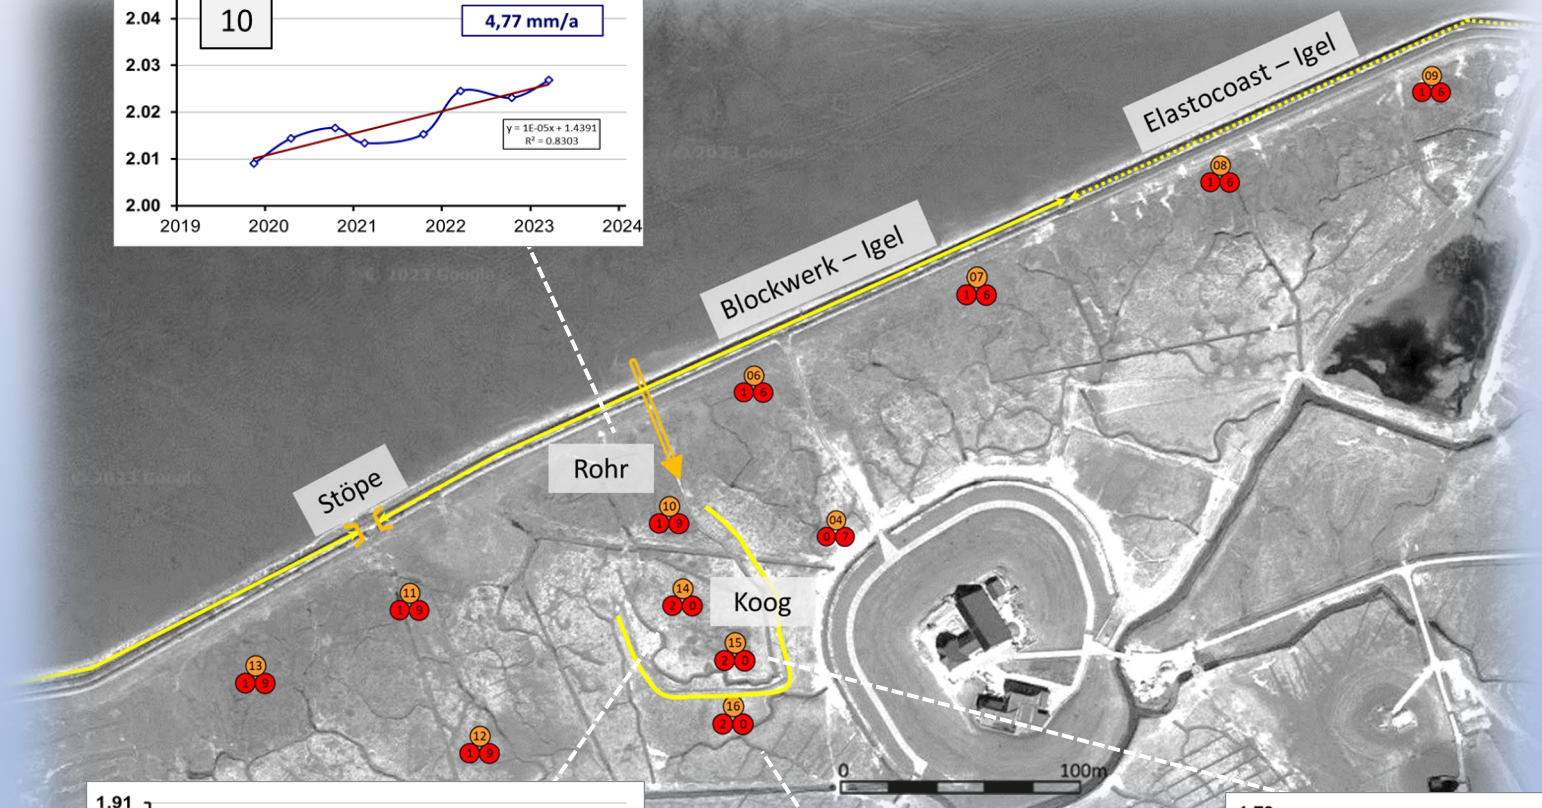 2.04
10
4,77 mm/a
2.03
2.02
y = 1E-05x + 1.4391
R² = 0.8303
2.01
2.00
2019 2020 2021 2022 2023 2024
© 2023 Google
© 2023 Google
© 2023 Google
Elastocoast – Igel
09
1 6
08
1 6
Blockwerk – Igel
07
1 6
06
1 6
Rohr
Stöpe
10
1 9
04
0 7
11
1 9
14
2 0
Koog
15
2 0
13
1 9
16
2 0
12
1 9
0 100m
1.91